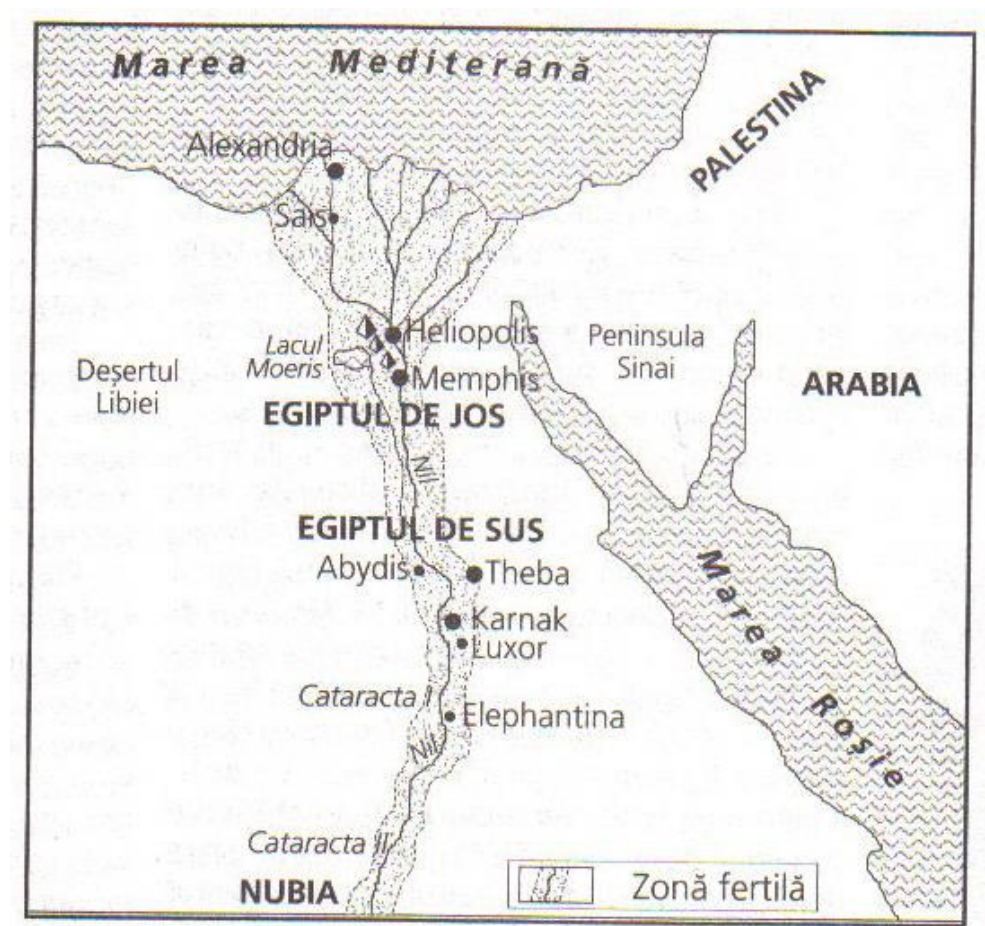 Marea Mediterană
PALESTINA
Alexandria
Sais
Heliopolis
Peninsula
Sinai
Lacul
Moeris
Deșertul
Libiei
Memphis
ARABIA
EGIPTUL DE JOS
Nil
EGIPTUL DE SUS
Abydis
Theba
Marea Roșie
Karnak
Luxor
Cataracta I
Elephantina
Nil
Cataracta II
NUBIA
Zonă fertilă